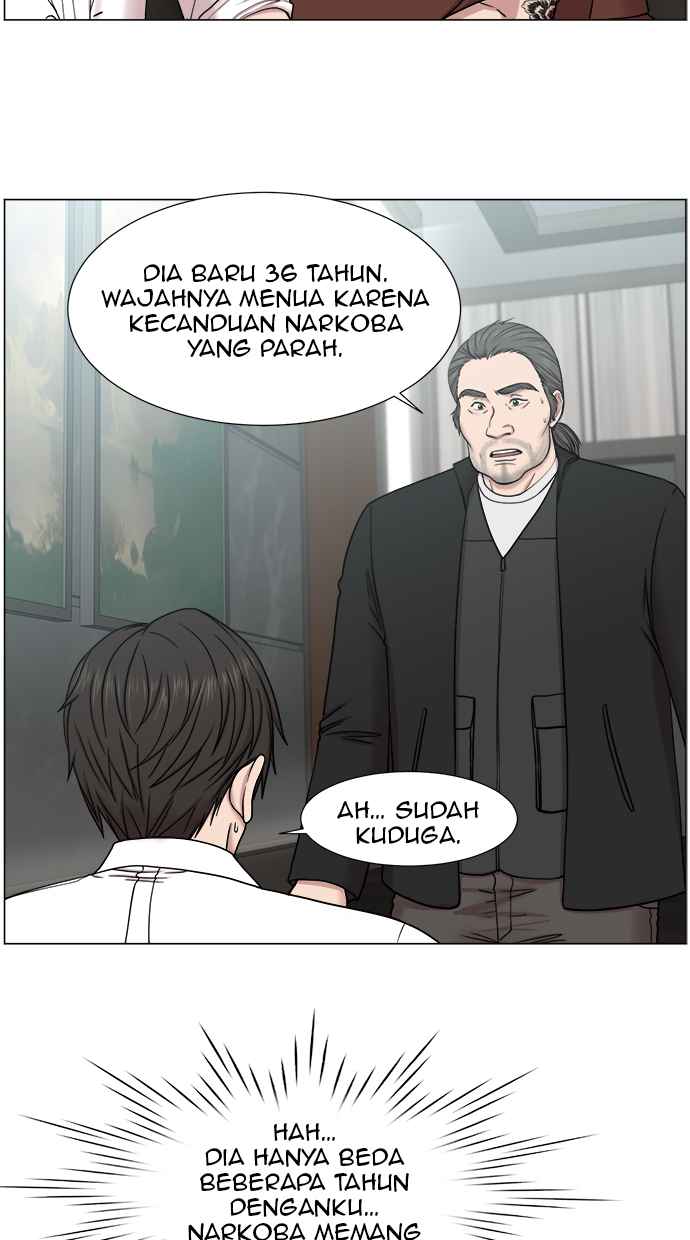 DIA BARU 36 TAHUN.
WAJAHNYA MENUA KARENA
KECANDUAN NARKOBA
YANG PARAH.
AH... SUDAH
KUDUGA.
HAH...
DIA HANYA BEDA
BEBERAPA TAHUN
DENGANKU...
NARKOBA MEMANG